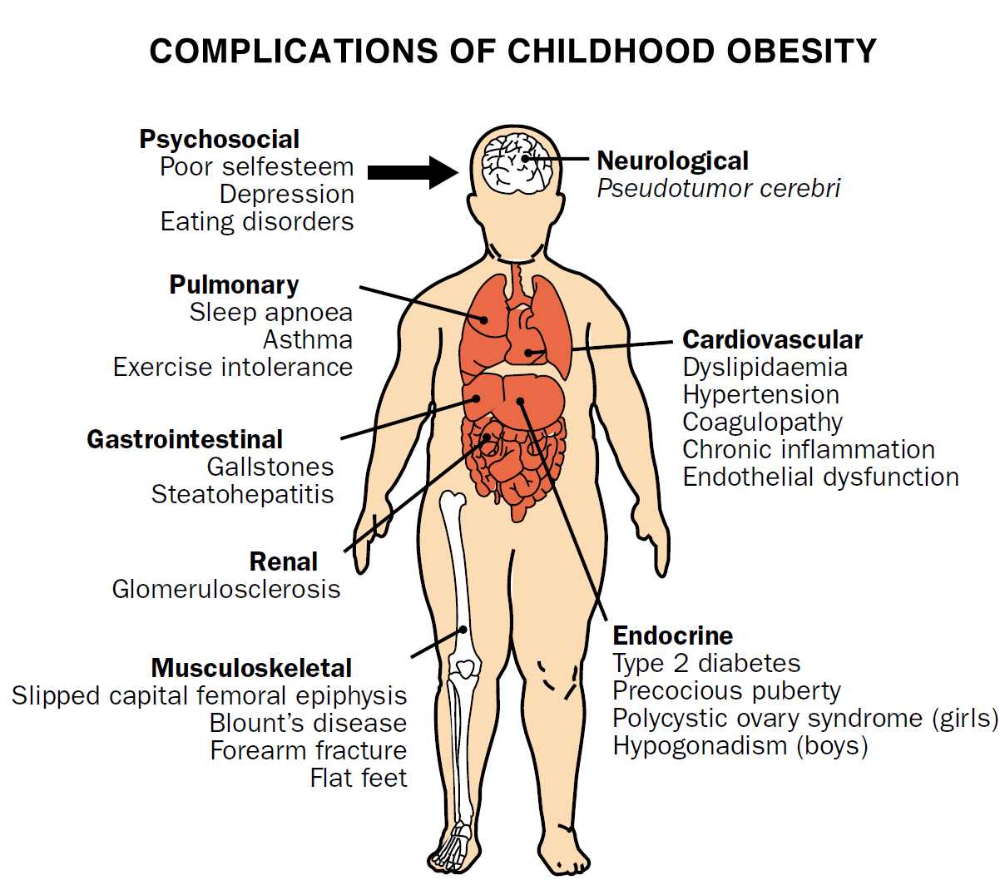 COMPLICATIONS OF CHILDHOOD OBESITY
Psychosocial
Poor selfesteem
Depression
Eating disorders
Neurological
Pseudotumor cerebri
Pulmonary
Sleep apnoea
Asthma
Exercise intolerance
Cardiovascular
Dyslipidaemia
Hypertension
Coagulopathy
Chronic inflammation
Endothelial dysfunction
Gastrointestinal
Gallstones
Steatohepatitis
Renal
Glomerulosclerosis
Musculoskeletal
Slipped capital femoral epiphysis
Blount's disease
Forearm fracture
Flat feet
Endocrine
Type 2 diabetes
Precocious puberty
Polycystic ovary syndrome (girls)
Hypogonadism (boys)